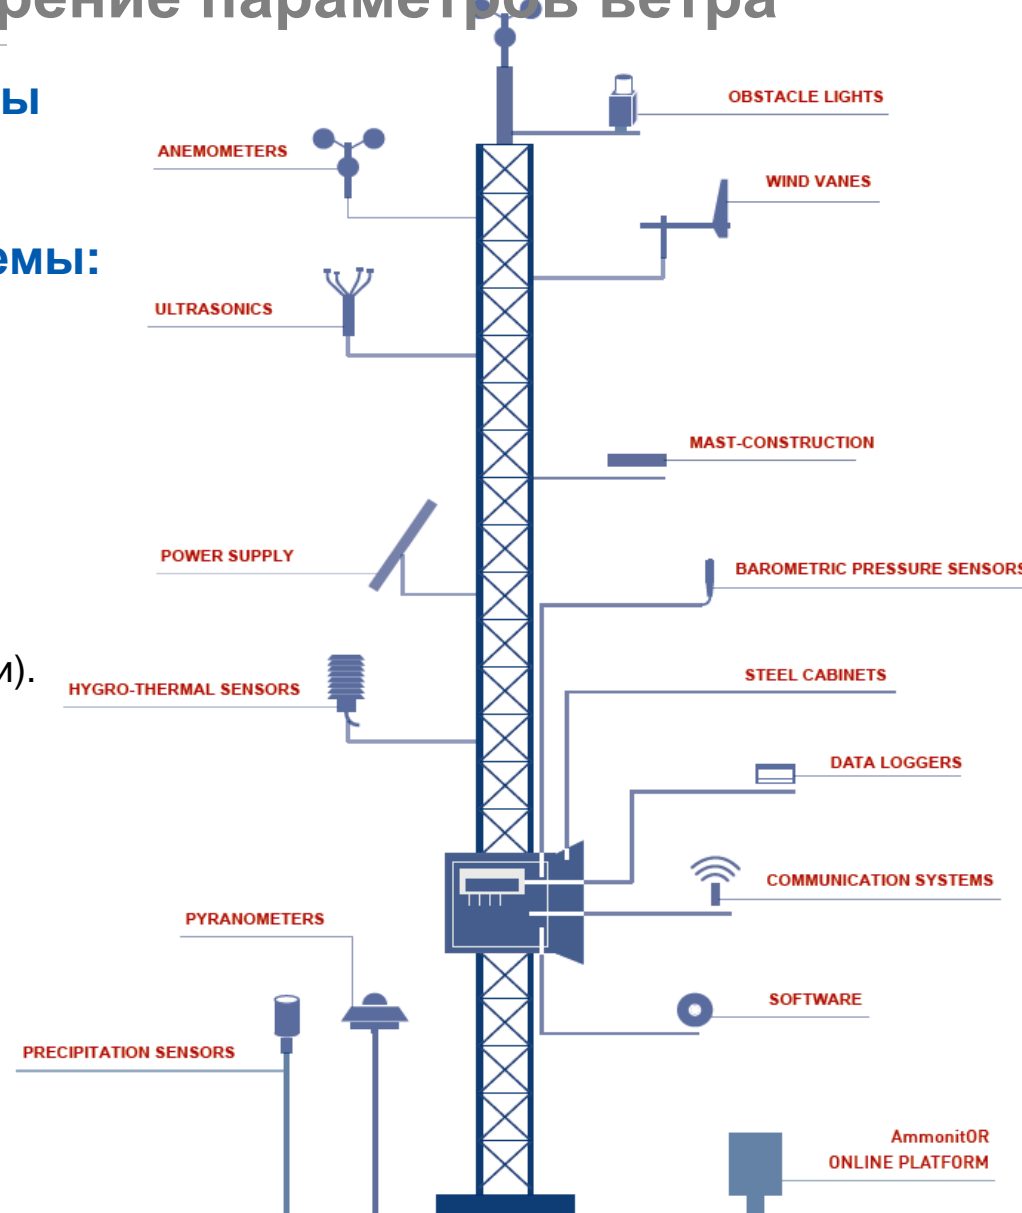 рение параметров ветра
ы
OBSTACLE LIGHTS
ANEMOMETERS
WIND VANES
емы:
ULTRASONICS
MAST-CONSTRUCTION
POWER SUPPLY
BAROMETRIC PRESSURE SENSORS
и).
STEEL CABINETS
HYGRO-THERMAL SENSORS
DATA LOGGERS
COMMUNICATION SYSTEMS
PYRANOMETERS
SOFTWARE
PRECIPITATION SENSORS
AmmonitOR
ONLINE PLATFORM